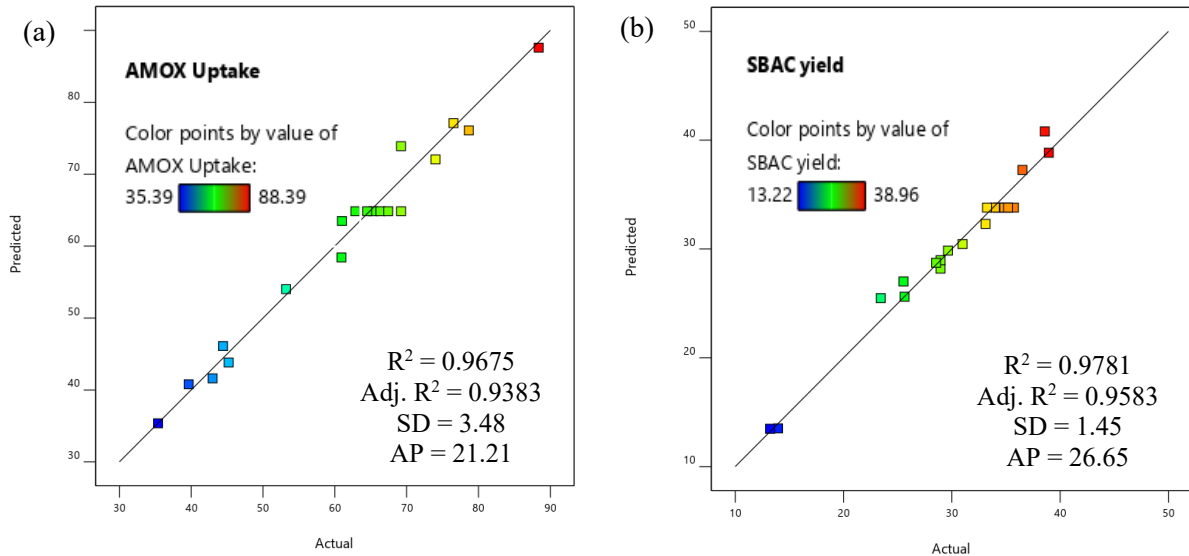 (a)
AMOX Uptake
Color points by value of
AMOX Uptake:
35.39 88.39
Predicted
80
70
60
50
40
30
R² = 0.9675
Adj. R² = 0.9383
SD = 3.48
AP = 21.21
30 40 50 60 70 80 90
Actual
(b)
SBAC yield
Color points by value of
SBAC yield:
13.22 38.96
Predicted
50
40
30
20
10
R² = 0.9781
Adj. R² = 0.9583
SD = 1.45
AP = 26.65
10 20 30 40 50
Actual